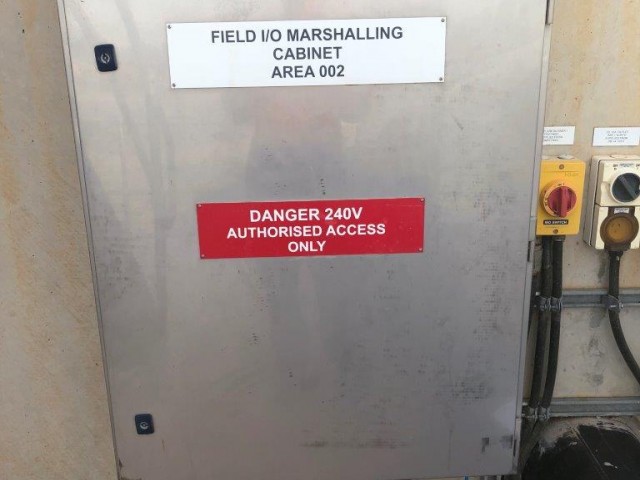 FIELD I/O MARSHALLING
CABINET
AREA 002
DANGER 240V
AUTHORISED ACCESS
ONLY